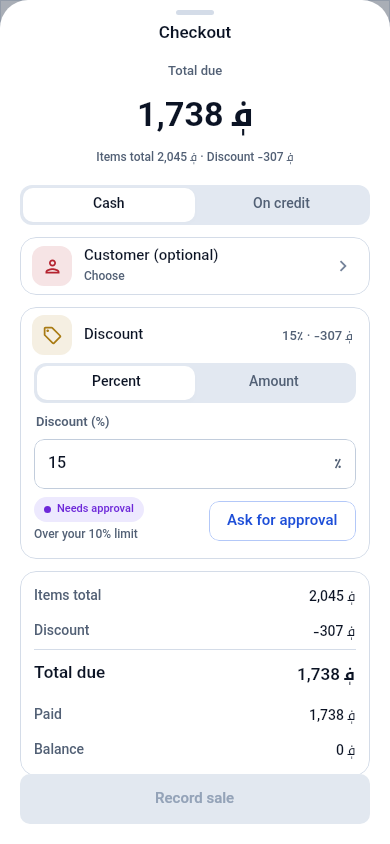 Checkout
Total due
1,738 ؋
Items total 2,045 ؋ · Discount -307 ؋
Cash
On credit
Customer (optional)
Choose
Discount
15٪ · -307 ؋
Percent
Amount
Discount (%)
15 ٪
Needs approval
Over your 10% limit
Ask for approval
Items total 2,045 ؋
Discount -307 ؋
Total due 1,738 ؋
Paid 1,738 ؋
Balance 0 ؋
Record sale